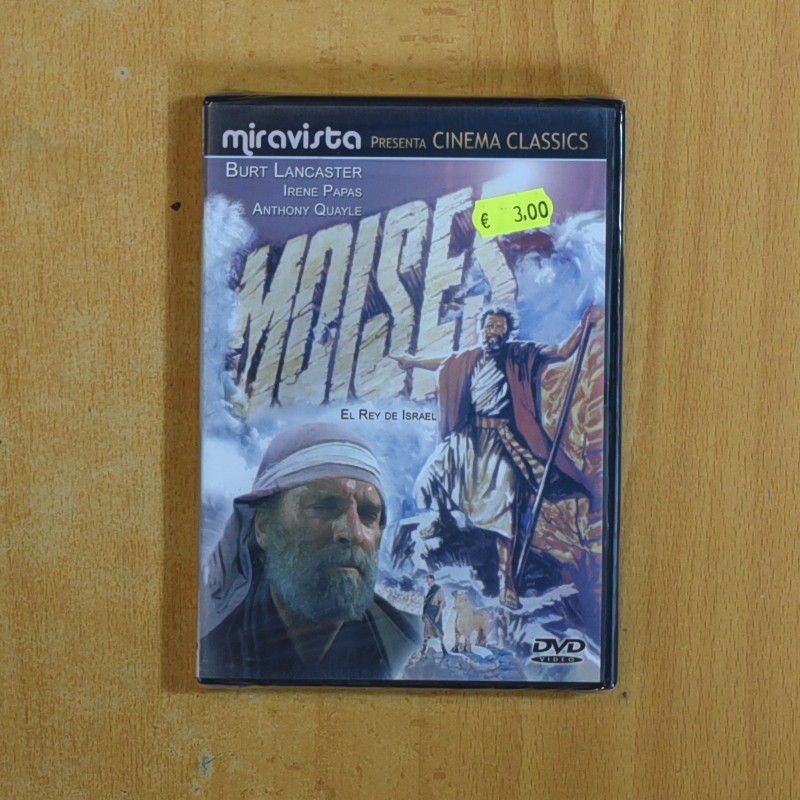 miravista PRESENTA CINEMA CLASSICS
BURT LANCASTER
IRENE PAPAS
ANTHONY QUAYLE
€ 3,00
MOISES
EL REY DE ISRAEL
DVD
VIDEO